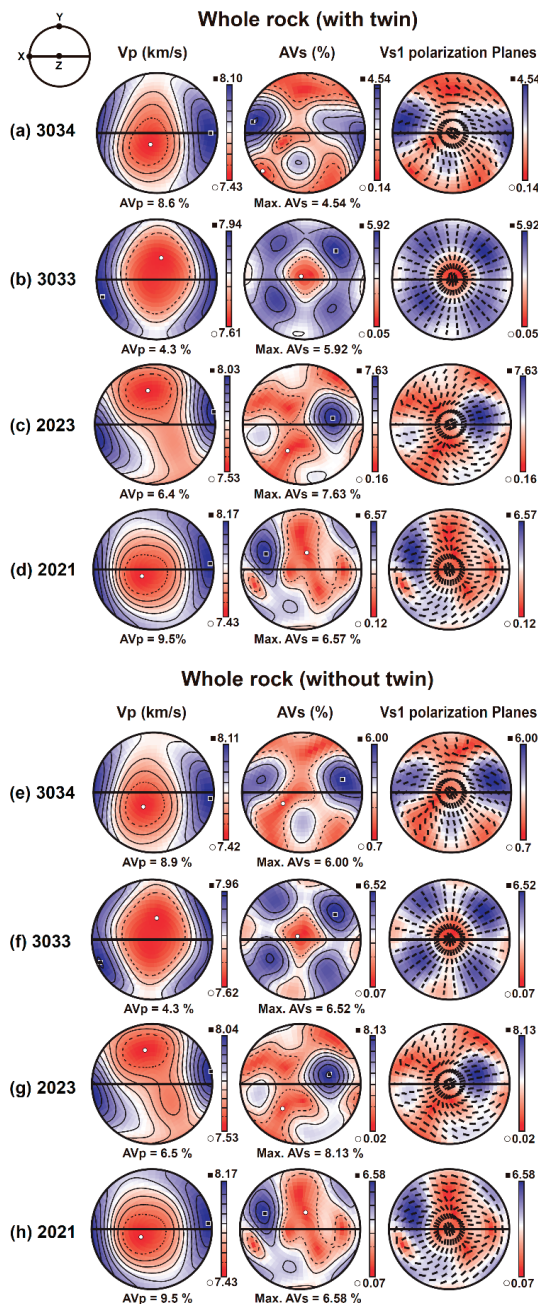 Whole rock (with twin)
Y
X
Z
Vp (km/s) AVs (%) Vs1 polarization Planes
(a) 3034
■8.10 ■4.54 ■4.54
○7.43 ○0.14 ○0.14
AVp = 8.6 % Max. AVs = 4.54 %
(b) 3033
■7.94 ■5.92 ■5.92
○7.61 ○0.05 ○0.05
AVp = 4.3 % Max. AVs = 5.92 %
(c) 2023
■8.03 ■7.63 ■7.63
○7.53 ○0.16 ○0.16
AVp = 6.4 % Max. AVs = 7.63 %
(d) 2021
■8.17 ■6.57 ■6.57
○7.43 ○0.12 ○0.12
AVp = 9.5% Max. AVs = 6.57 %
Whole rock (without twin)
Vp (km/s) AVs (%) Vs1 polarization Planes
(e) 3034
■8.11 ■6.00 ■6.00
○7.42 ○0.7 ○0.7
AVp = 8.9 % Max. AVs = 6.00 %
(f) 3033
■7.96 ■6.52 ■6.52
○7.62 ○0.07 ○0.07
AVp = 4.3 % Max. AVs = 6.52 %
(g) 2023
■8.04 ■8.13 ■8.13
○7.53 ○0.02 ○0.02
AVp = 6.5 % Max. AVs = 8.13 %
(h) 2021
■8.17 ■6.58 ■6.58
○7.43 ○0.07 ○0.07
AVp = 9.5 % Max. AVs = 6.58 %